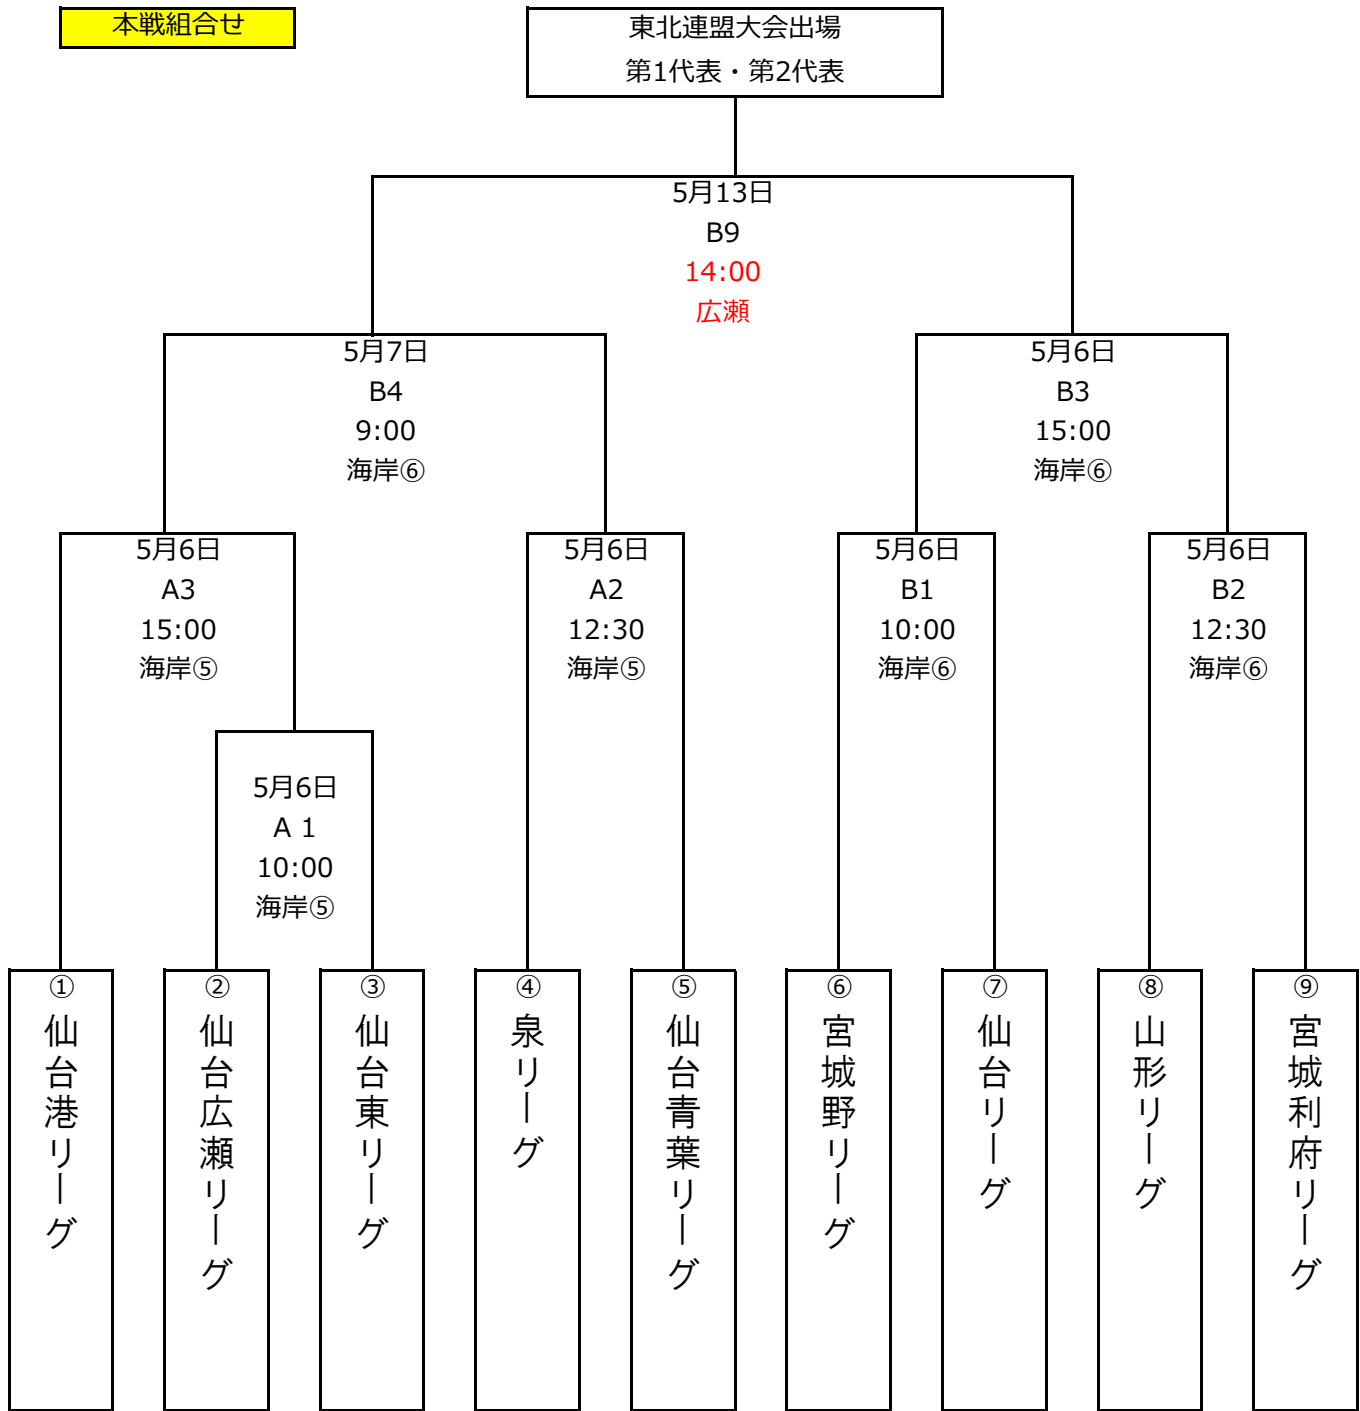 本戦組合せ
東北連盟大会出場
第1代表・第2代表
5月13日
B9
14:00
広瀬
5月7日
B4
9:00
海岸⑥
5月6日
B3
15:00
海岸⑥
5月6日
A3
15:00
海岸⑤
5月6日
A2
12:30
海岸⑤
5月6日
B1
10:00
海岸⑥
5月6日
B2
12:30
海岸⑥
5月6日
A 1
10:00
海岸⑤
①
仙台港リーグ
②
仙台広瀬リーグ
③
仙台東リーグ
④
泉リーグ
⑤
仙台青葉リーグ
⑥
宮城野リーグ
⑦
仙台リーグ
⑧
山形リーグ
⑨
宮城利府リーグ